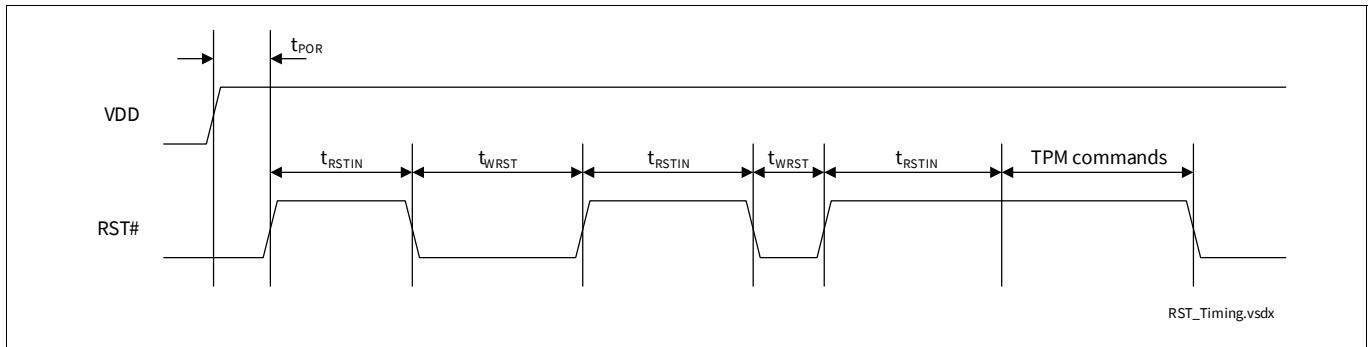 tPOR
VDD
tRSTIN tWRST tRSTIN tWRST tRSTIN TPM commands
RST#
RST_Timing.vsdx